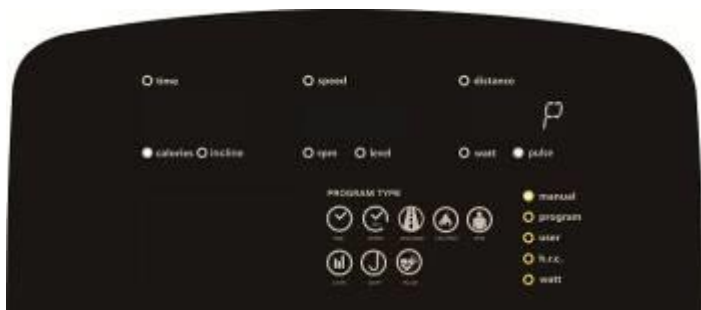 time speed distance
P
calories incline rpm level watt pulse
PROGRAM TYPE
manual
program
user
h.r.c.
watt